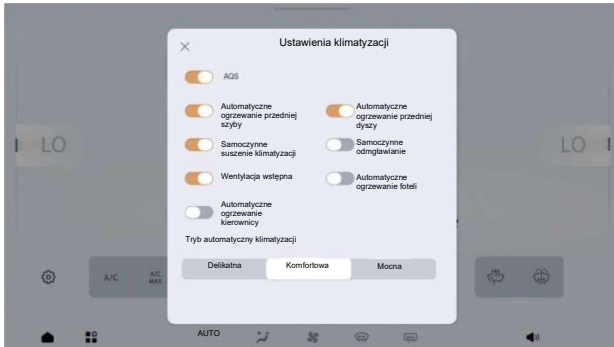 Ustawienia klimatyzacji
AQS
Automatyczne
ogrzewanie przedniej
szyby
Automatyczne
ogrzewanie przedniej
dyszy
Samoczynne
suszenie klimatyzacji
Samoczynne
odmgławianie
Wentylacja wstępna
Automatyczne
ogrzewanie foteli
Automatyczne
ogrzewanie
kierownicy
Tryb automatyczny klimatyzacji
Delikatna
Komfortowa
Mocna
LO
LO
A/C
A/C
MAX
AUTO